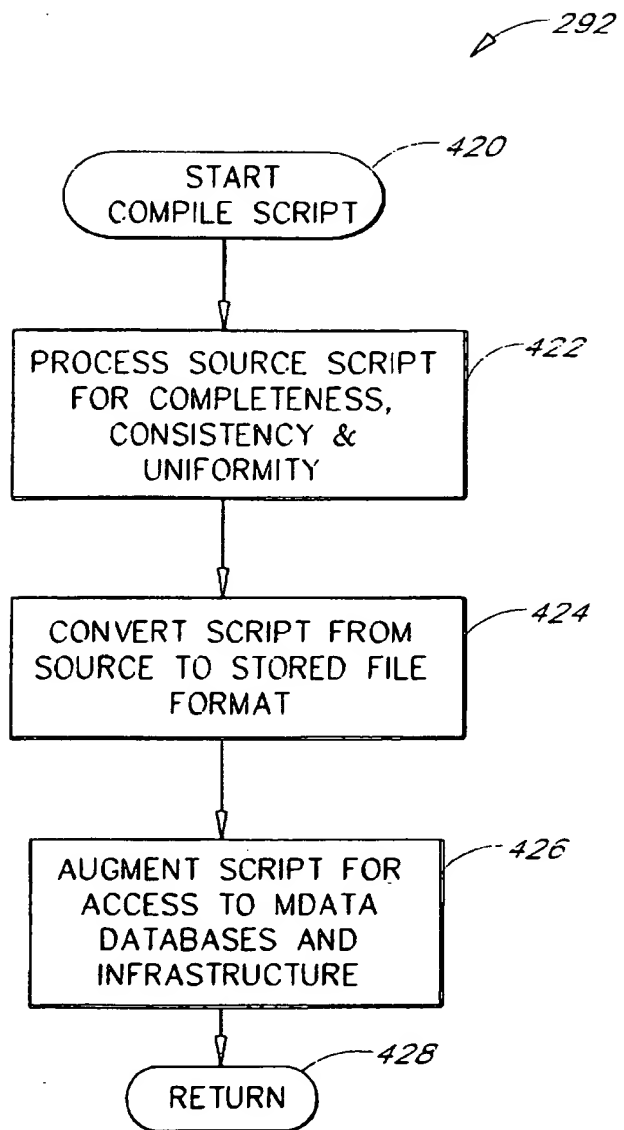 292
420
START
COMPILE SCRIPT
422
PROCESS SOURCE SCRIPT
FOR COMPLETENESS,
CONSISTENCY &
UNIFORMITY
424
CONVERT SCRIPT FROM
SOURCE TO STORED FILE
FORMAT
426
AUGMENT SCRIPT FOR
ACCESS TO MDATA
DATABASES AND
INFRASTRUCTURE
428
RETURN